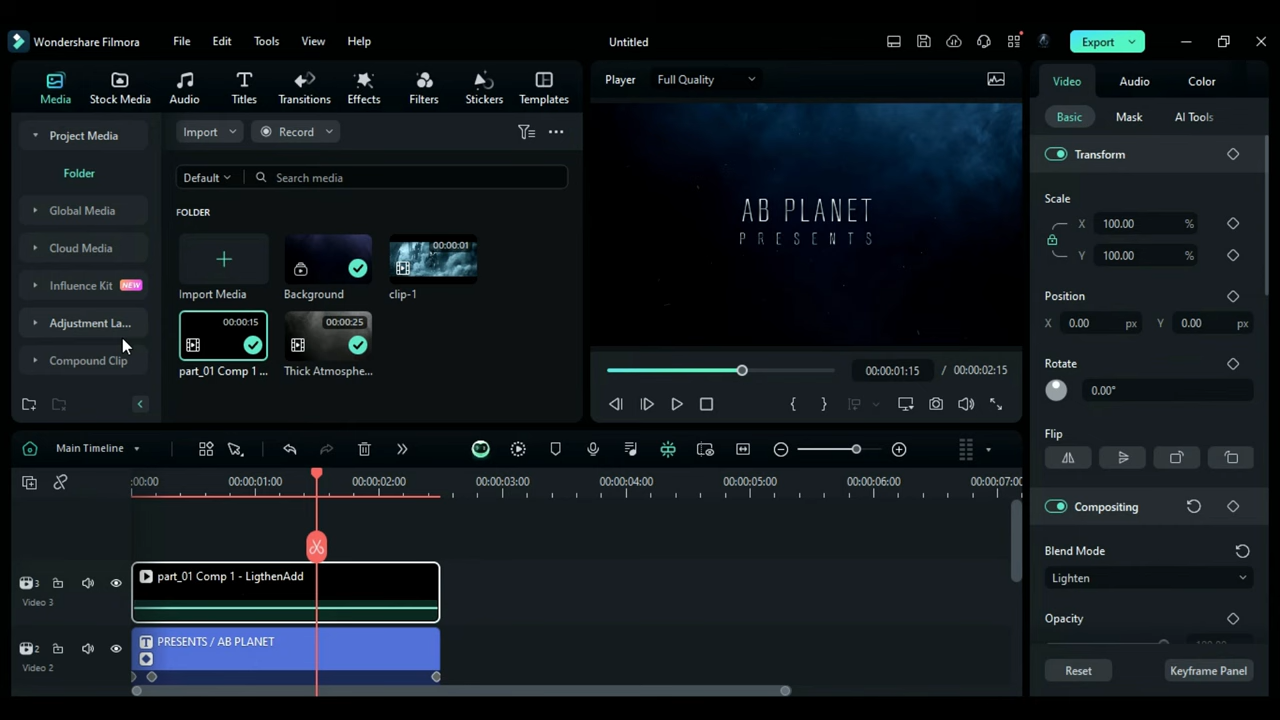 Wondershare Filmora
File
Edit
Tools
View
Help
Untitled
Export
Media
Stock Media
Audio
Titles
Transitions
Effects
Filters
Stickers
Templates
Player
Full Quality
Video
Audio
Color
Project Media
Import
Record
Basic
Mask
AI Tools
Folder
Default
Search media
Transform
Global Media
FOLDER
Scale
X 100.00 %
Cloud Media
00:00:01
Y 100.00 %
Influence Kit NEW
Import Media
Background
clip-1
Position
Adjustment La...
00:00:15
00:00:25
X 0.00 px Y 0.00 px
Compound Clip
part_01 Comp 1 ...
Thick Atmosphe...
AB PLANET
PRESENTS
00:00:01:15 / 00:00:02:15
Rotate
0.00°
Flip
Main Timeline
:00:00
00:00:01:00
00:00:02:00
00:00:03:00
00:00:04:00
00:00:05:00
00:00:06:00
00:00:07:00
Compositing
Blend Mode
Lighten
3
Video 3
part_01 Comp 1 - LigthenAdd
Opacity
2
Video 2
PRESENTS / AB PLANET
Reset
Keyframe Panel